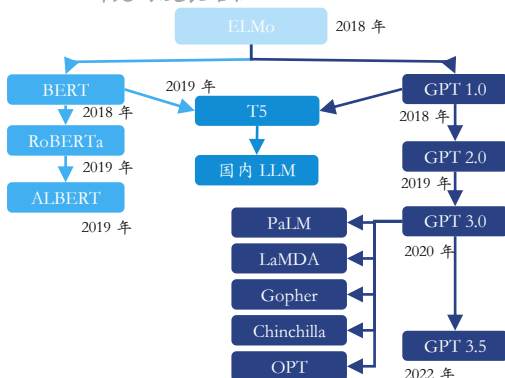 ELMo 2018 年
2019 年
BERT GPT 1.0
T5
2018 年 2018 年
RoBERTa GPT 2.0
2019 年 国内 LLM 2019 年
ALBERT
PaLM GPT 3.0
2019 年
2020 年
LaMDA
Gopher
Chinchilla GPT 3.5
OPT
2022 年